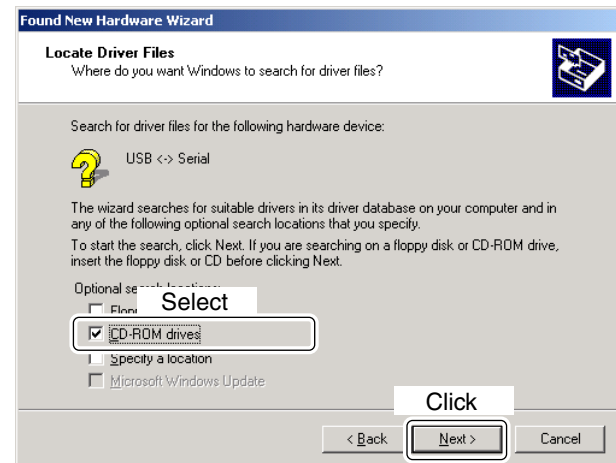 Found New Hardware Wizard
Locate Driver Files
Where do you want Windows to search for driver files?
Search for driver files for the following hardware device:
USB <-> Serial
The wizard searches for suitable drivers in its driver database on your computer and in
any of the following optional search locations that you specify.
To start the search, click Next. If you are searching on a floppy disk or CD-ROM drive,
insert the floppy disk or CD before clicking Next.
Optional
Select
CD-ROM drives
Specify a location
Microsoft Windows Update
Click
< Back
Next >
Cancel